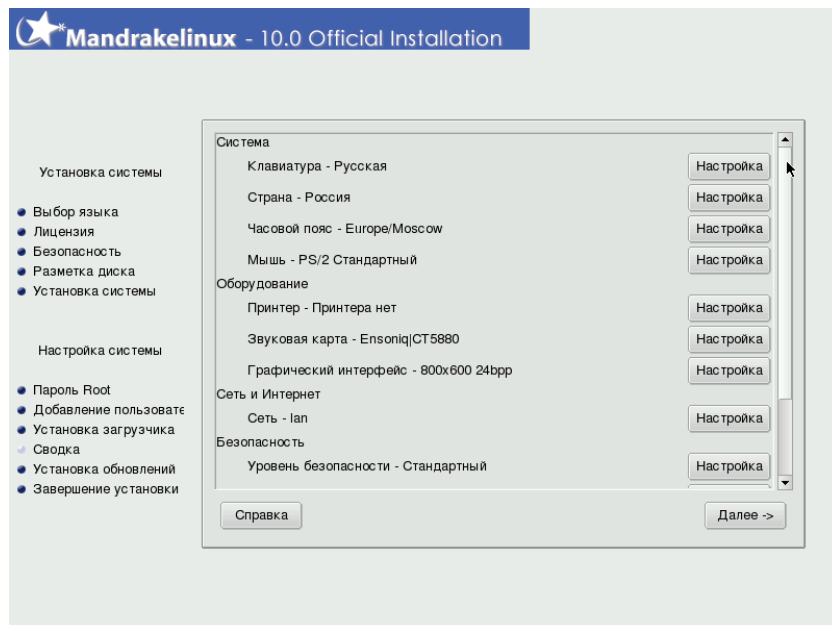 Mandrakelinux - 10.0 Official Installation
Установка системы
Выбор языка
Лицензия
Безопасность
Разметка диска
Установка системы
Настройка системы
Пароль Root
Добавление пользовате
Установка загрузчика
Сводка
Установка обновлений
Завершение установки
Система
Клавиатура - Русская Настройка
Страна - Россия Настройка
Часовой пояс - Europe/Moscow Настройка
Мышь - PS/2 Стандартный Настройка
Оборудование
Принтер - Принтера нет Настройка
Звуковая карта - Ensoniq|CT5880 Настройка
Графический интерфейс - 800x600 24bpp Настройка
Сеть и Интернет
Сеть - lan Настройка
Безопасность
Уровень безопасности - Стандартный Настройка
Справка Далее ->